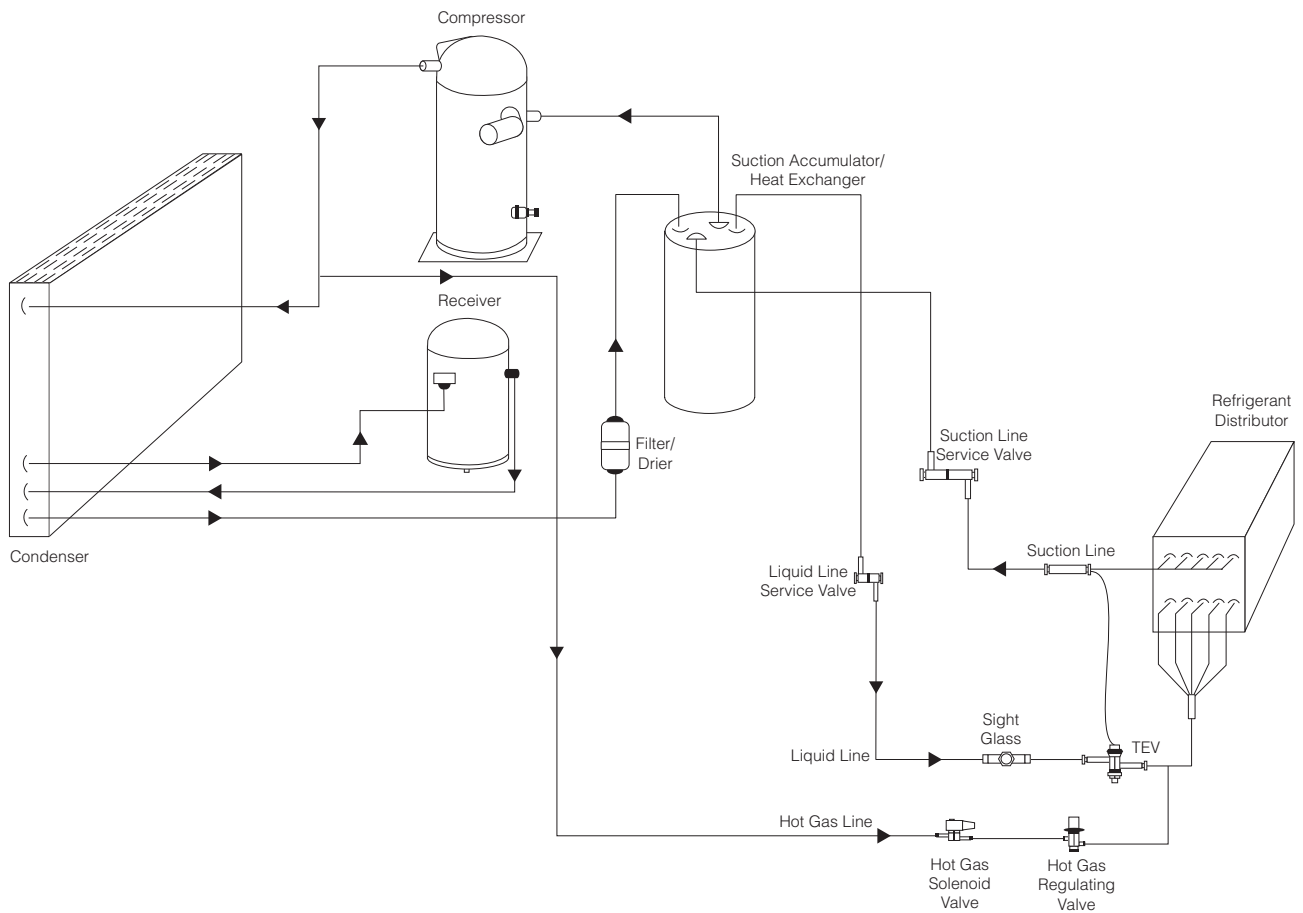 Compressor
Suction Accumulator/
Heat Exchanger
Receiver
Refrigerant
Distributor
Filter/
Drier
Suction Line
Service Valve
Condenser
Suction Line
Liquid Line
Service Valve
Sight
Glass
TEV
Liquid Line
Hot Gas Line
Hot Gas
Solenoid
Valve
Hot Gas
Regulating
Valve